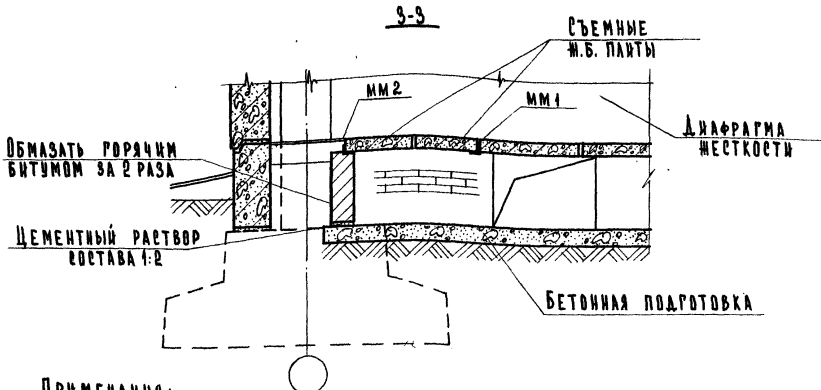 3-3
Съемные
ж.б. плиты
мм2
мм1
Диафрагма
жесткости
Обмазать горячим
битумом за 2 раза
Цементный раствор
состава 1:2
Бетонная подготовка
Примечания: